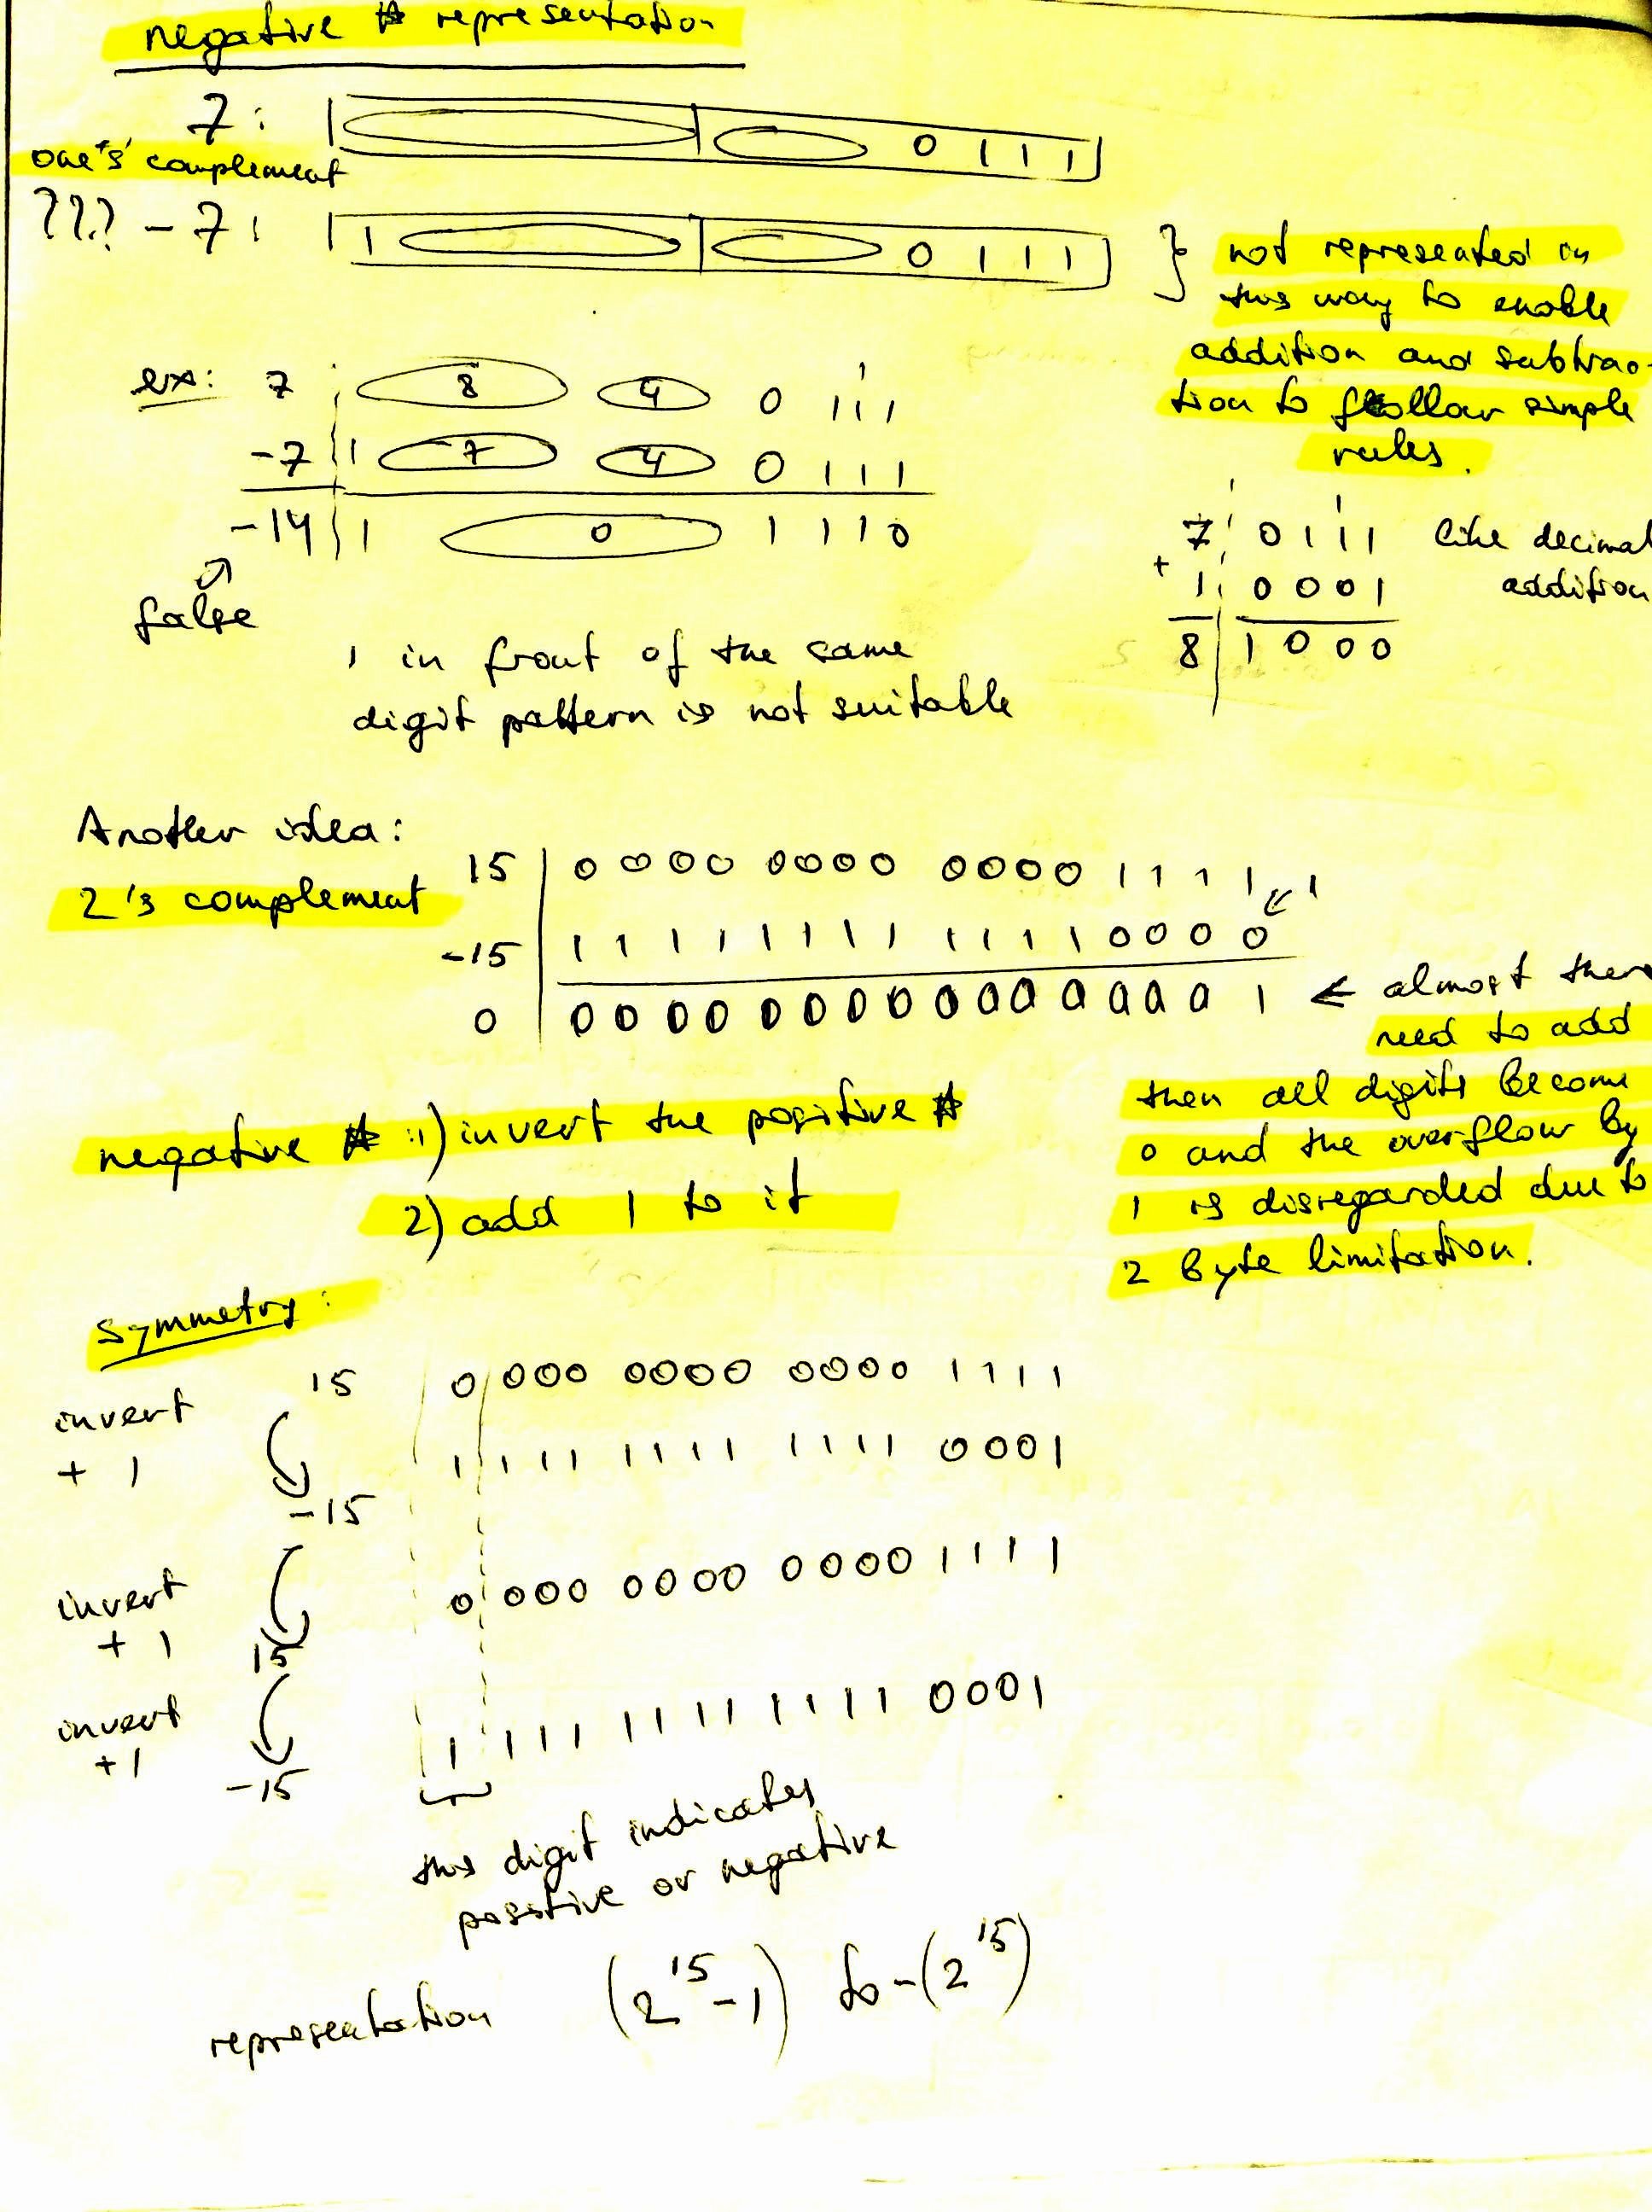 negative # representation
7: 0 1 1 1
one's complement
??? -7: 1 0 1 1 1
} not represented in
this way to enable
addition and subtrac-
tion to follow simple
rules.
ex: 7 8 4 0 1 1 1
-7 1 7 4 0 1 1 1
-14 1 0 1 1 1 0
false
1 in front of the same
digit pattern is not suitable
7 0 1 1 1 like decimal
+ 1 0 0 0 1 addition
8 1 0 0 0
Another idea:
2's complement
15 0 0 0 0 0 0 0 0 0 0 0 0 1 1 1 1 1
-15 1 1 1 1 1 1 1 1 1 1 1 1 0 0 0 0
0 0 0 0 0 0 0 0 0 0 0 0 0 0 0 0 1 ← almost there
need to add
then all digits become
0 and the overflow by
1 is disregarded due to
2 Byte limitation.
negative # : 1) invert the positive #
2) add 1 to it
Symmetry:
15 0 000 0000 0000 1111
invert
+ 1
-15 1 111 1111 1111 0001
invert
+ 1
15 0 000 0000 0000 1111
invert
+1
-15 1 111 1111 1111 0001
this digit indicates
positive or negative
representation (2^15-1) to -(2^15)